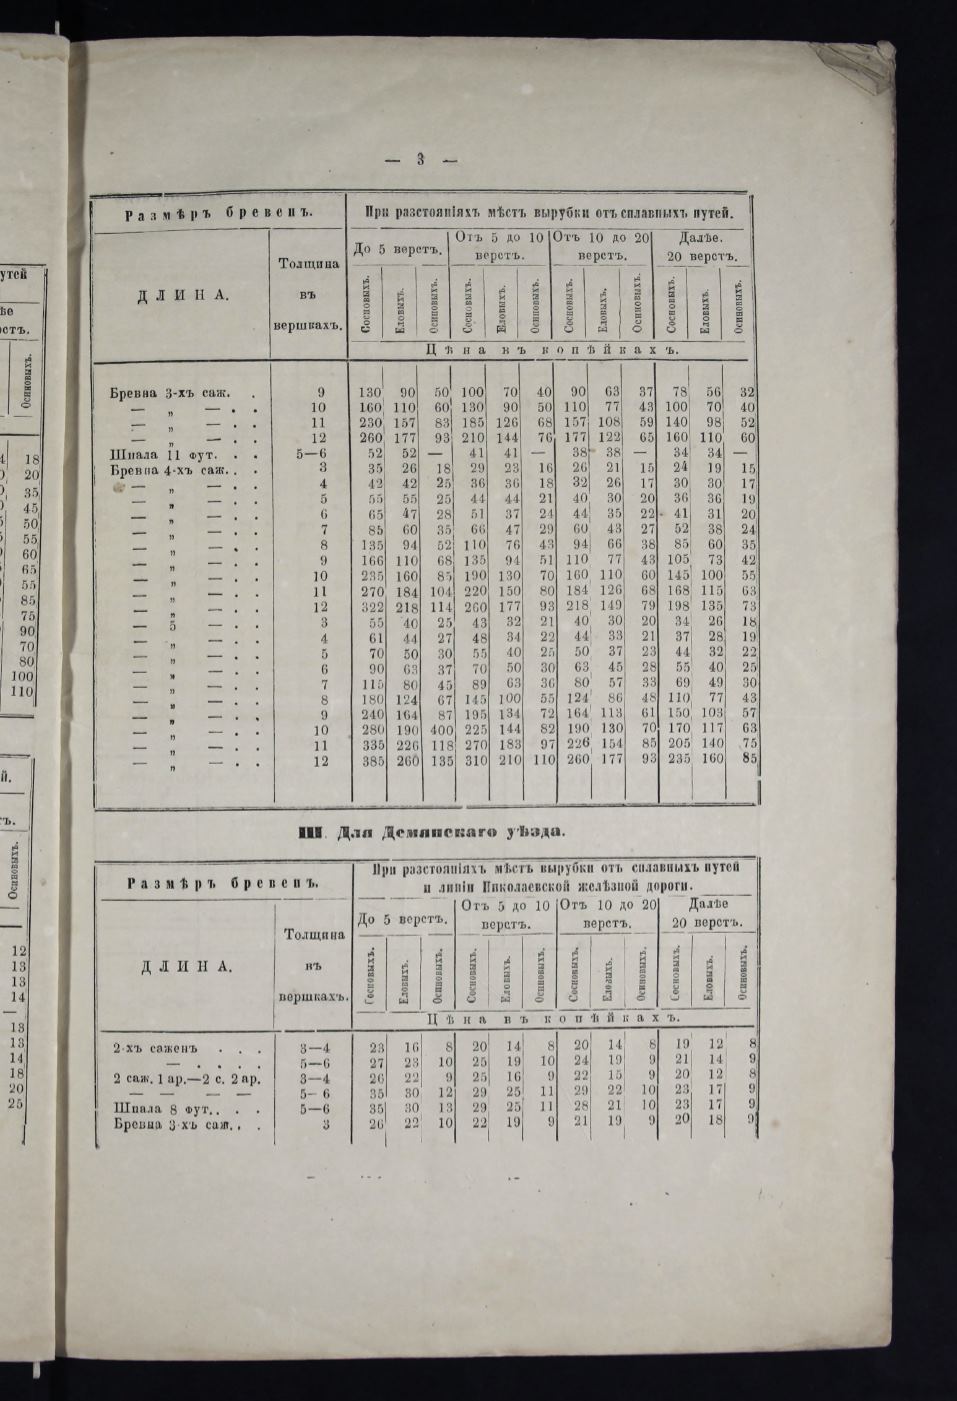 — 3 —
Размѣръ бревенъ. При разстояніяхъ мѣстъ вырубки отъ сплавныхъ путей.
ДЛИНА. Толщина въ вершкахъ. До 5 верстъ. Отъ 5 до 10 верстъ. Отъ 10 до 20 верстъ. Далѣе. 20 верстъ.
Сосновыхъ. Еловыхъ. Осиновыхъ. Сосновыхъ. Еловыхъ. Осиновыхъ. Сосновыхъ. Еловыхъ. Осиновыхъ. Сосновыхъ. Еловыхъ. Осиновыхъ.
Цѣна въ копѣйкахъ.
Бревна 3-хъ саж. . 9 130 90 50 100 70 40 90 63 37 78 56 32
— „ — . . 10 160 110 60 130 90 50 110 77 43 100 70 40
— „ — . . 11 230 157 83 185 126 68 157 108 59 140 98 52
— „ — . . 12 260 177 93 210 144 76 177 122 65 160 110 60
Шпала 11 фут. . . 5—6 52 52 — 41 41 — 38 38 — 34 34 —
Бревна 4-хъ саж. . . 3 35 26 18 29 23 16 26 21 15 24 19 15
— „ — . . 4 42 42 25 36 36 18 32 26 17 30 30 17
— „ — . . 5 55 55 25 44 44 21 40 30 20 36 36 19
— „ — . . 6 65 47 28 51 37 24 44 35 22 41 31 20
— „ — . . 7 85 60 35 66 47 29 60 43 27 52 38 24
— „ — . . 8 135 94 52 110 76 43 94 66 38 85 60 35
— „ — . . 9 166 110 68 135 94 51 110 77 43 105 73 42
— „ — . . 10 235 160 85 190 130 70 160 110 60 145 100 55
— „ — . . 11 270 184 104 220 150 80 184 126 68 168 115 63
— „ — . . 12 322 218 114 260 177 93 218 149 79 198 135 73
— 5 — . . 3 55 40 25 43 32 21 40 30 20 34 26 18
— „ — . . 4 61 44 27 48 34 22 44 33 21 37 28 19
— „ — . . 5 70 50 30 55 40 25 50 37 23 44 32 22
— „ — . . 6 90 63 37 70 50 30 63 45 28 55 40 25
— „ — . . 7 115 80 45 89 63 36 80 57 33 69 49 30
— „ — . . 8 180 124 67 145 100 55 124 86 48 110 77 43
— „ — . . 9 240 164 87 195 134 72 164 113 61 150 103 57
— „ — . . 10 280 190 400 225 144 82 190 130 70 170 117 63
— „ — . . 11 335 226 118 270 183 97 226 154 85 205 140 75
— „ — . . 12 385 260 135 310 210 110 260 177 93 235 160 85
III. Для Демянскаго уѣзда.
Размѣръ бревенъ. При разстояніяхъ мѣстъ вырубки отъ сплавныхъ путей
и линіи Николаевской желѣзной дороги.
ДЛИНА. Толщина въ вершкахъ. До 5 верстъ. Отъ 5 до 10 верстъ. Отъ 10 до 20 верстъ. Далѣе 20 верстъ.
Сосновыхъ. Еловыхъ. Осиновыхъ. Сосновыхъ. Еловыхъ. Осиновыхъ. Сосновыхъ. Еловыхъ. Осиновыхъ. Сосновыхъ. Еловыхъ. Осиновыхъ.
Цѣна въ копѣйкахъ.
2-хъ саженъ . . . 3—4 23 16 8 20 14 8 20 14 8 19 12 8
— . . . . 5—6 27 23 10 25 19 10 24 19 9 21 14 9
2 саж. 1 ар.—2 с. 2 ар. 3—4 26 22 9 25 16 9 22 15 9 20 12 8
— — — — 5-6 35 30 12 29 25 11 29 22 10 23 17 9
Шпала 8 фут. . . . 5—6 35 30 13 29 25 11 28 21 10 23 17 9
Бревна 3-хъ саж. . . 3 26 22 10 22 19 9 21 19 9 20 18 9